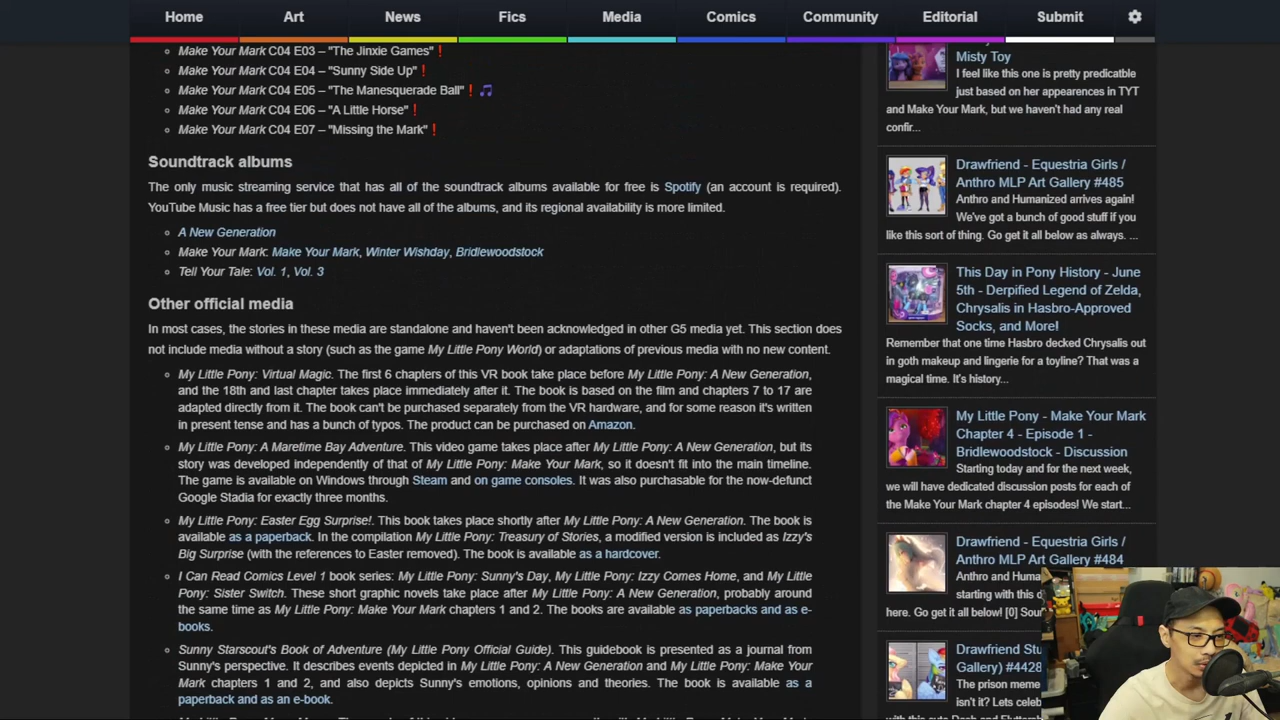 Home Art News Fics Media Comics Community Editorial Submit
Make Your Mark C04 E03 – "The Jinxie Games"❗
Make Your Mark C04 E04 – "Sunny Side Up"❗
Make Your Mark C04 E05 – "The Manesquerade Ball"❗🎵
Make Your Mark C04 E06 – "A Little Horse"❗
Make Your Mark C04 E07 – "Missing the Mark"❗
Soundtrack albums
The only music streaming service that has all of the soundtrack albums available for free is Spotify (an account is required).
YouTube Music has a free tier but does not have all of the albums, and its regional availability is more limited.
A New Generation
Make Your Mark: Make Your Mark, Winter Wishday, Bridlewoodstock
Tell Your Tale: Vol. 1, Vol. 3
Other official media
In most cases, the stories in these media are standalone and haven't been acknowledged in other G5 media yet. This section does
not include media without a story (such as the game My Little Pony World) or adaptations of previous media with no new content.
My Little Pony: Virtual Magic. The first 6 chapters of this VR book take place before My Little Pony: A New Generation,
and the 18th and last chapter takes place immediately after it. The book is based on the film and chapters 7 to 17 are
adapted directly from it. The book can't be purchased separately from the VR hardware, and for some reason it's written
in present tense and has a bunch of typos. The product can be purchased on Amazon.
My Little Pony: A Maretime Bay Adventure. This video game takes place after My Little Pony: A New Generation, but its
story was developed independently of that of My Little Pony: Make Your Mark, so it doesn't fit into the main timeline.
The game is available on Windows through Steam and on game consoles. It was also purchasable for the now-defunct
Google Stadia for exactly three months.
My Little Pony: Easter Egg Surprise!. This book takes place shortly after My Little Pony: A New Generation. The book is
available as a paperback. In the compilation My Little Pony: Treasury of Stories, a modified version is included as Izzy's
Big Surprise (with the references to Easter removed). The book is available as a hardcover.
I Can Read Comics Level 1 book series: My Little Pony: Sunny's Day, My Little Pony: Izzy Comes Home, and My Little
Pony: Sister Switch. These short graphic novels take place after My Little Pony: A New Generation, probably around
the same time as My Little Pony: Make Your Mark chapters 1 and 2. The books are available as paperbacks and as e-
books.
Sunny Starscout's Book of Adventure (My Little Pony Official Guide). This guidebook is presented as a journal from
Sunny's perspective. It describes events depicted in My Little Pony: A New Generation and My Little Pony: Make Your
Mark chapters 1 and 2, and also depicts Sunny's emotions, opinions and theories. The book is available as a
paperback and as an e-book.
Misty Toy
I feel like this one is pretty predicatble
just based on her appearences in TYT
and Make Your Mark, but we haven't had any real
confir...
Drawfriend - Equestria Girls /
Anthro MLP Art Gallery #485
Anthro and Humanized arrives again!
We've got a bunch of good stuff if you
like this sort of thing. Go get it all below as always. ...
This Day in Pony History - June
5th - Derpified Legend of Zelda,
Chrysalis in Hasbro-Approved
Socks, and More!
Remember that one time Hasbro decked Chrysalis out
in goth makeup and lingerie for a toyline? That was a
magical time. It's history...
My Little Pony - Make Your Mark
Chapter 4 - Episode 1 -
Bridlewoodstock - Discussion
Starting today and for the next week,
we will have dedicated discussion posts for each of
the Make Your Mark chapter 4 episodes! We start...
Drawfriend - Equestria Girls /
Anthro MLP Art Gallery #484
Anthro and Huma
starting with this d
here. Go get it all below! [0] Sour
Drawfriend Stu
Gallery) #4428
The prison meme
isn't it? Lets celeb